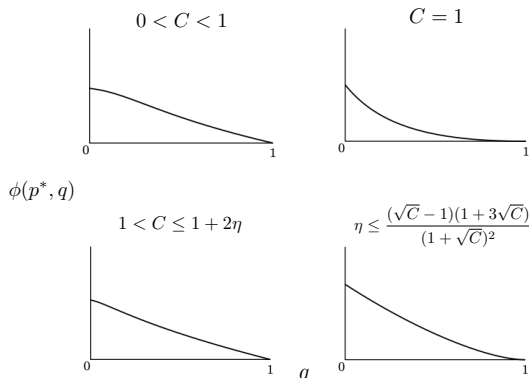 0 < C < 1
C = 1
0 1
0 1
ϕ(p*, q)
1 < C ≤ 1 + 2η
η ≤ (√C − 1)(1 + 3√C) / (1 + √C)²
0 1
0 1
q